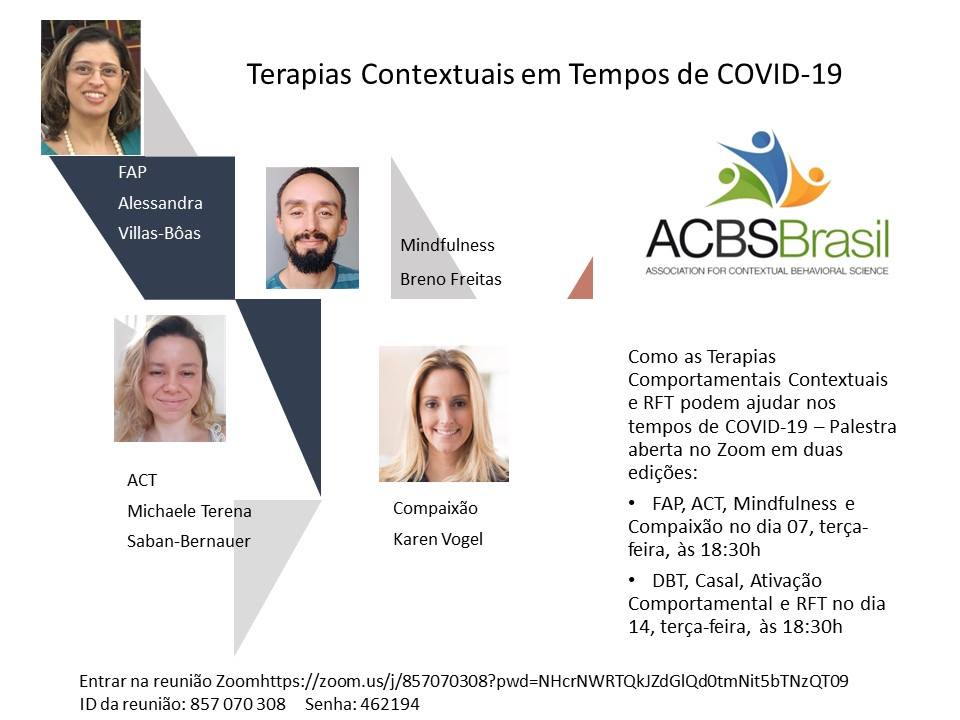 Terapias Contextuais em Tempos de COVID-19
FAP
Alessandra
Villas-Bôas
Mindfulness
Breno Freitas
ACBSBrasil
ASSOCIATION FOR CONTEXTUAL BEHAVIORAL SCIENCE
ACT
Michaele Terena
Saban-Bernauer
Compaixão
Karen Vogel
Como as Terapias
Comportamentais Contextuais
e RFT podem ajudar nos
tempos de COVID-19 – Palestra
aberta no Zoom em duas
edições:
• FAP, ACT, Mindfulness e
Compaixão no dia 07, terça-
feira, às 18:30h
• DBT, Casal, Ativação
Comportamental e RFT no dia
14, terça-feira, às 18:30h
Entrar na reunião Zoomhttps://zoom.us/j/857070308?pwd=NHcrNWRTQkJZdGlQd0tmNit5bTNzQT09
ID da reunião: 857 070 308 Senha: 462194